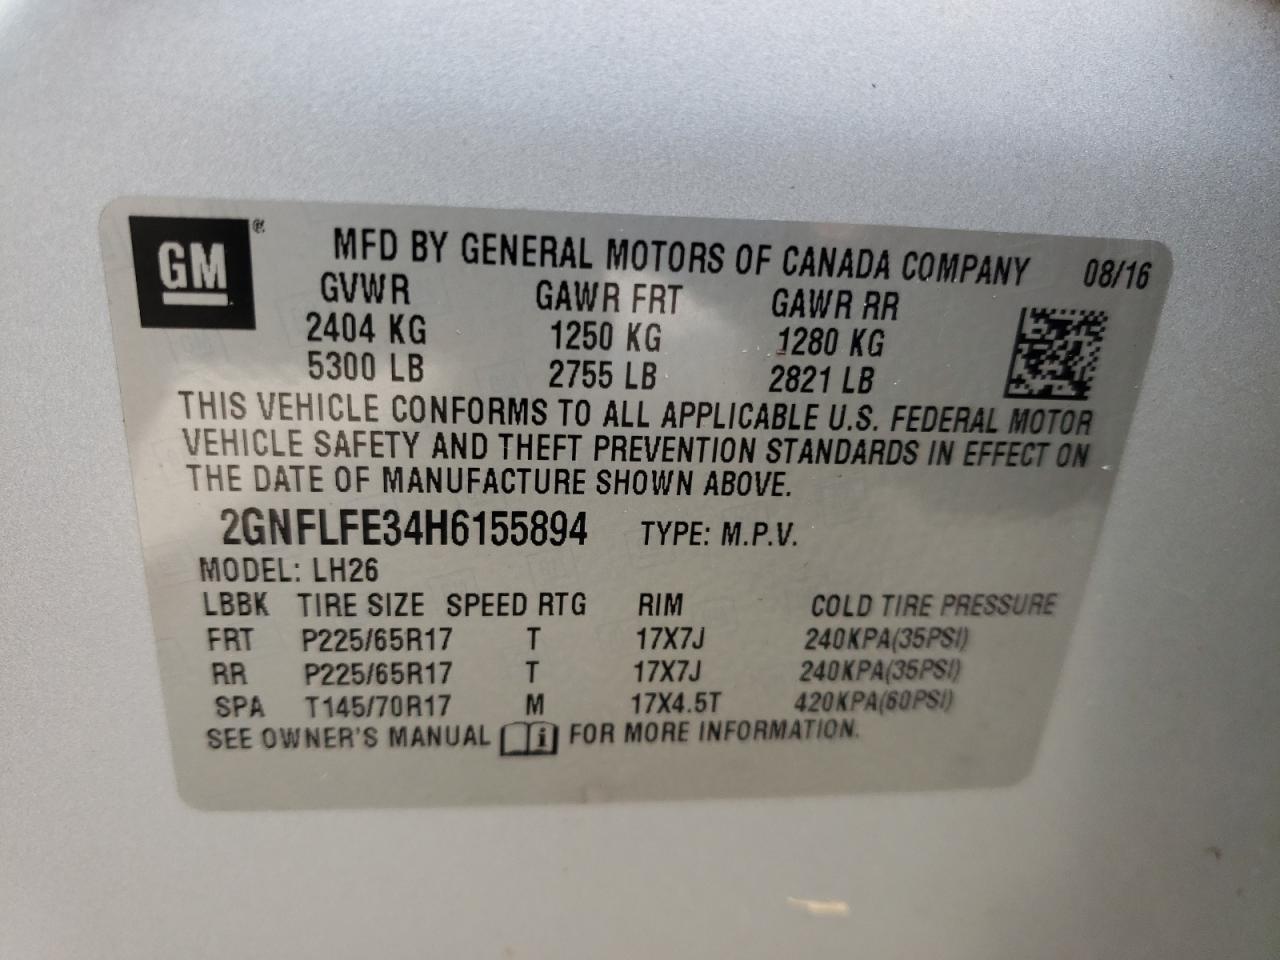 GM ®
MFD BY GENERAL MOTORS OF CANADA COMPANY 08/16
GVWR GAWR FRT GAWR RR
2404 KG 1250 KG 1280 KG
5300 LB 2755 LB 2821 LB
THIS VEHICLE CONFORMS TO ALL APPLICABLE U.S. FEDERAL MOTOR
VEHICLE SAFETY AND THEFT PREVENTION STANDARDS IN EFFECT ON
THE DATE OF MANUFACTURE SHOWN ABOVE.
2GNFLFE34H6155894 TYPE: M.P.V.
MODEL: LH26
LBBK TIRE SIZE SPEED RTG RIM COLD TIRE PRESSURE
FRT P225/65R17 T 17X7J 240KPA(35PSI)
RR P225/65R17 T 17X7J 240KPA(35PSI)
SPA T145/70R17 M 17X4.5T 420KPA(60PSI)
SEE OWNER'S MANUAL i FOR MORE INFORMATION.